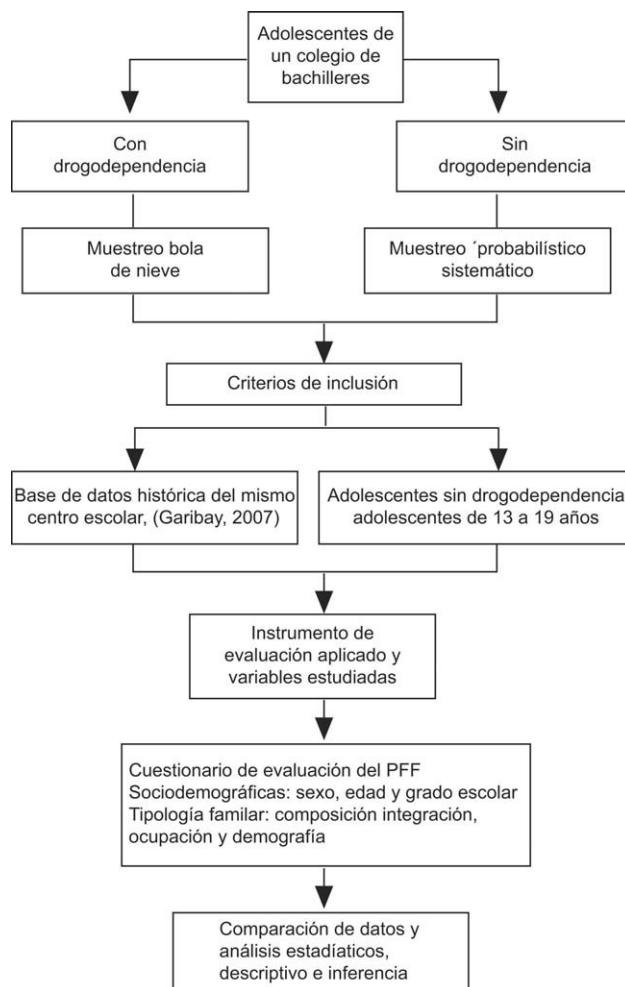 Adolescentes de
un colegio de
bachilleres
Con
drogodependencia
Sin
drogodependencia
Muestreo bola
de nieve
Muestreo ´probabilístico
sistemático
Criterios de inclusión
Base de datos histórica del mismo
centro escolar, (Garibay, 2007)
Adolescentes sin drogodependencia
adolescentes de 13 a 19 años
Instrumento de
evaluación aplicado y
variables estudiadas
Cuestionario de evaluación del PFF
Sociodemográficas: sexo, edad y grado escolar
Tipología familar: composición integración,
ocupación y demografía
Comparación de datos y
análisis estadíaticos,
descriptivo e inferencia